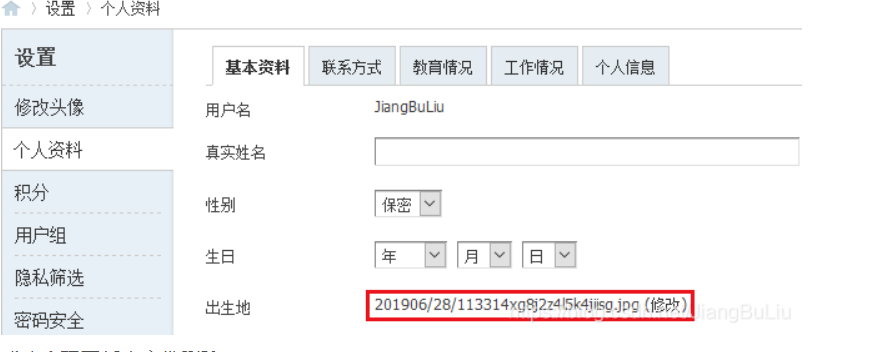 设置 〉 个人资料
设置
修改头像
个人资料
积分
用户组
隐私筛选
密码安全
基本资料 联系方式 教育情况 工作情况 个人信息
用户名 JiangBuLiu
真实姓名
性别 保密
生日 年 月 日
出生地 201906/28/113314xg8j2z4l5k4jiisg.jpg (修改)
JiangBuLiu